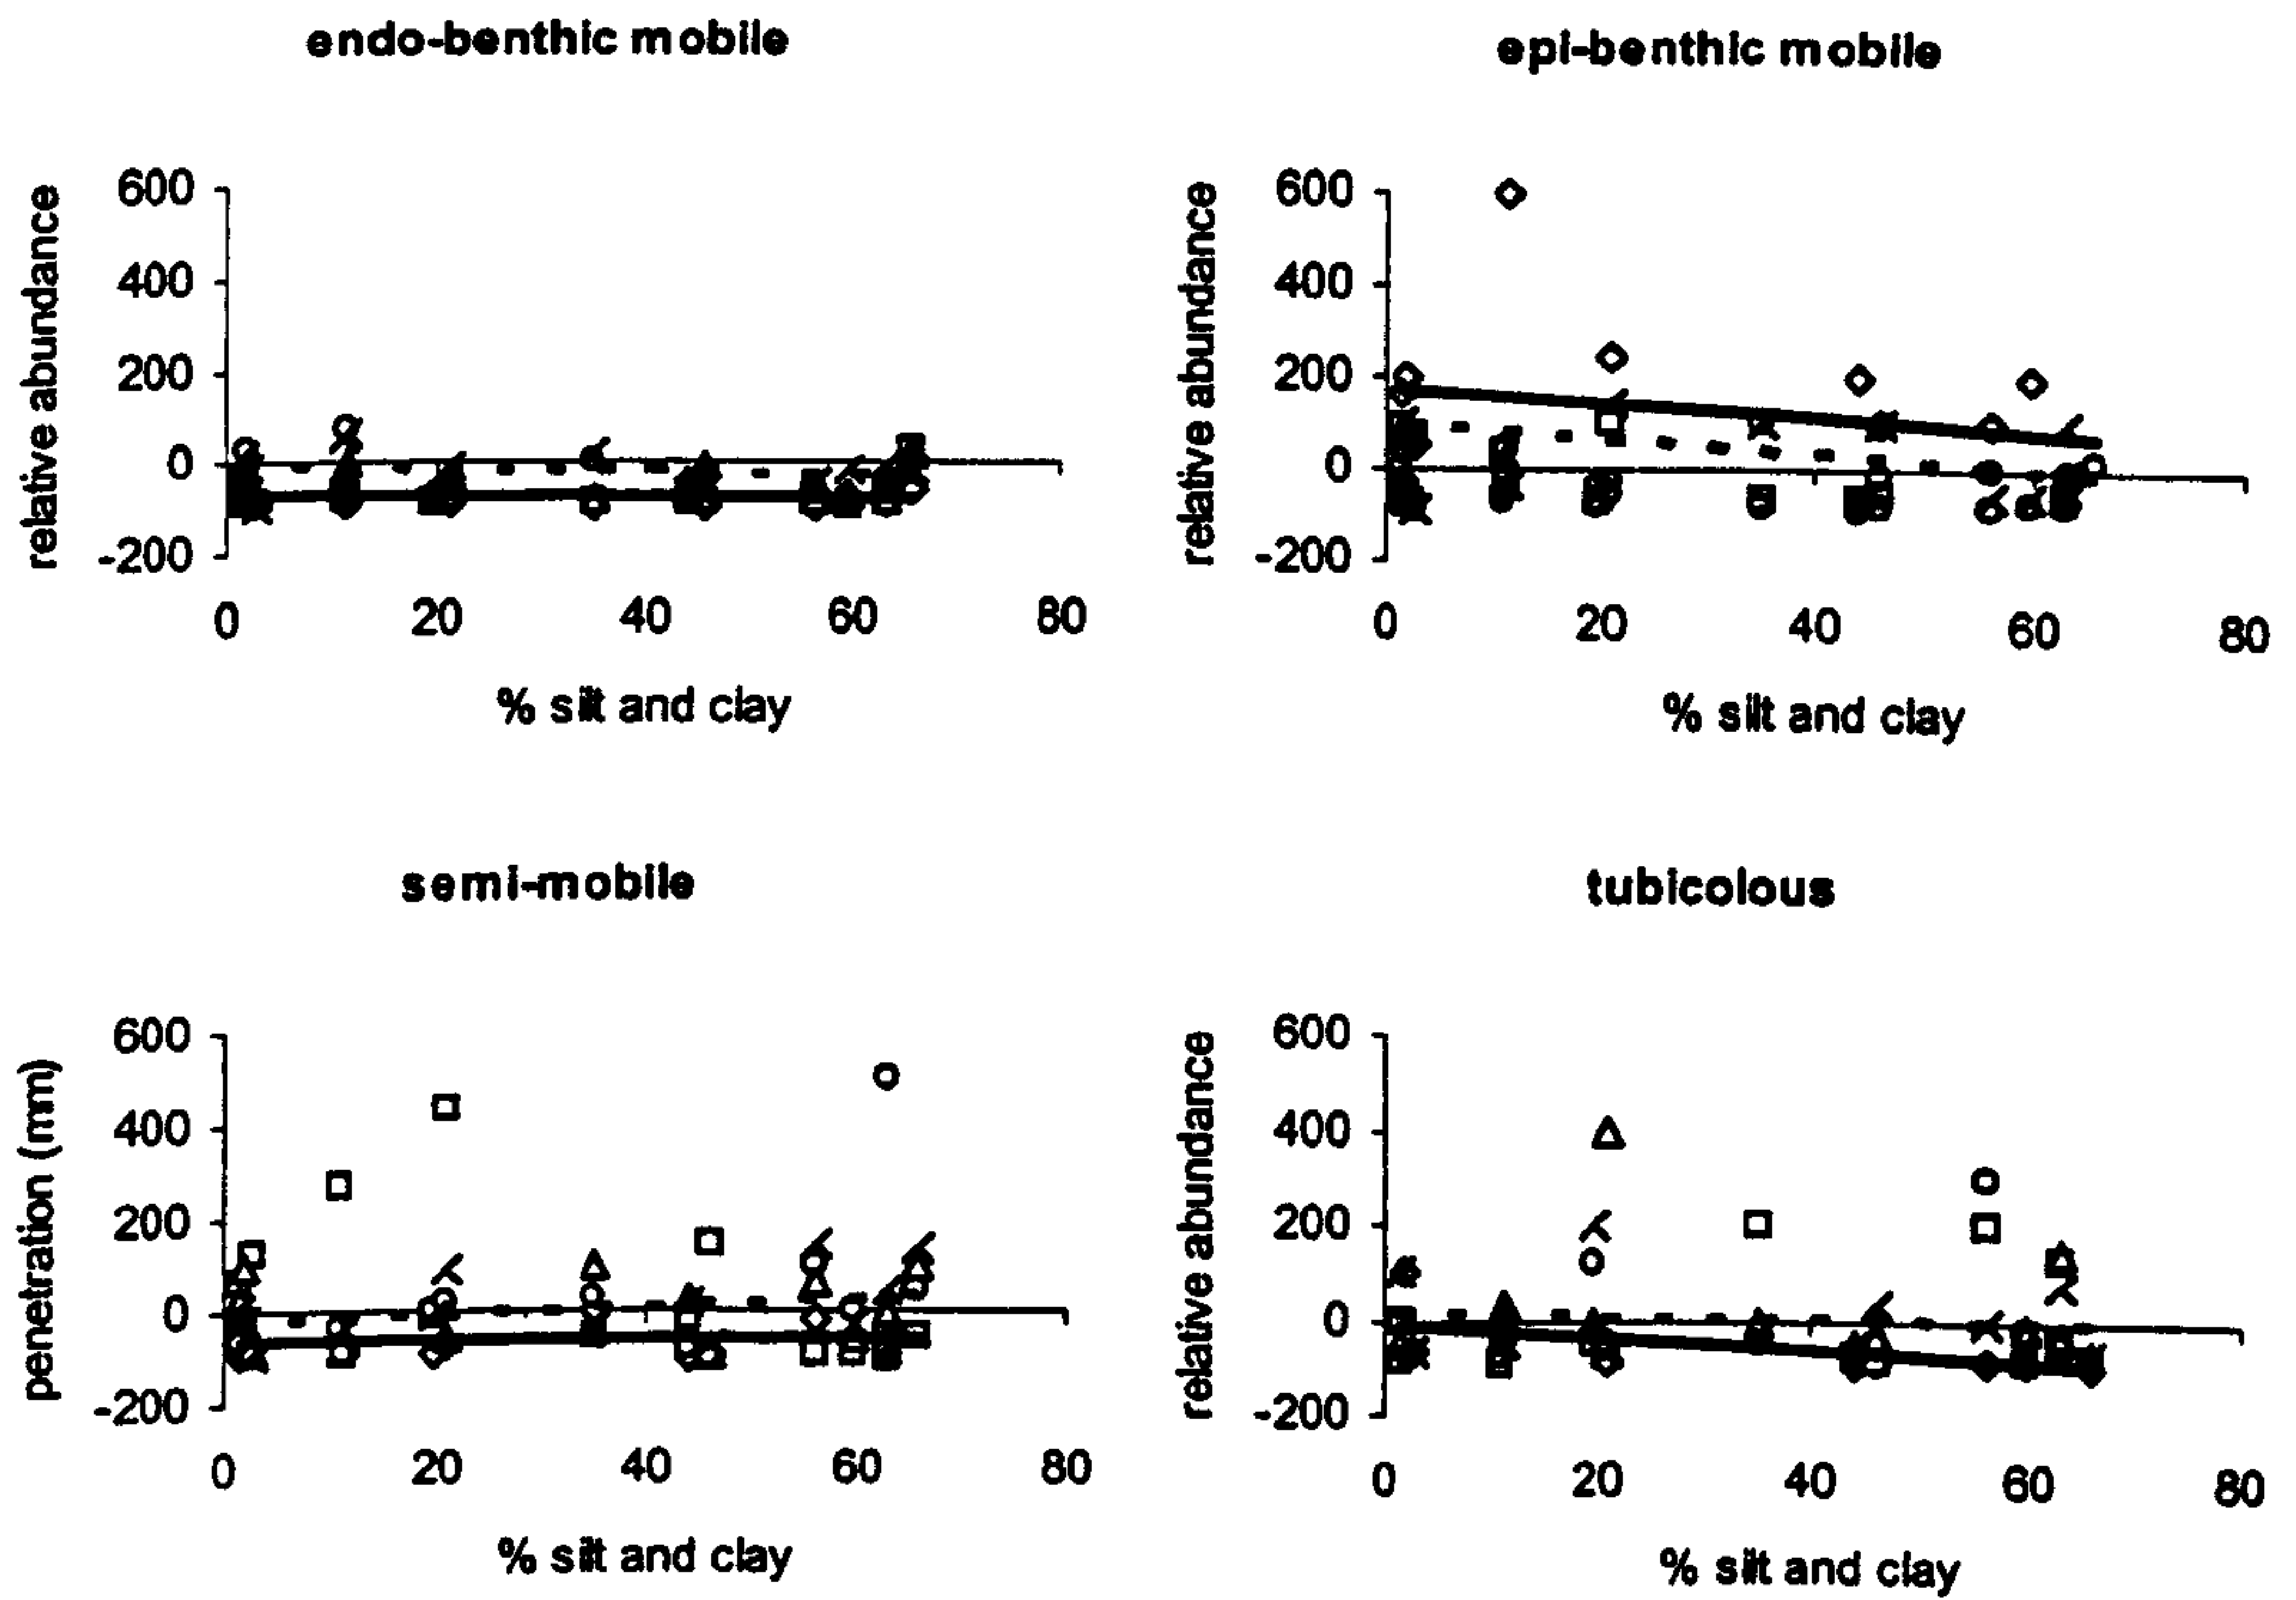 endo-benthic mobile
epi-benthic mobile
relative abundance
600
400
200
0
-200
0 20 40 60 80
% silt and clay
relative abundance
600
400
200
0
-200
0 20 40 60 80
% silt and clay
semi-mobile
tubicolous
penetration (mm)
600
400
200
0
-200
0 20 40 60 80
% silt and clay
relative abundance
600
400
200
0
-200
0 20 40 60 80
% silt and clay